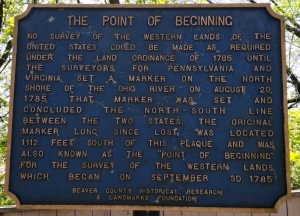 THE POINT OF BEGINNING
NO SURVEY OF THE WESTERN LANDS OF THE
UNITED STATES COULD BE MADE AS REQUIRED
UNDER THE LAND ORDINANCE OF 1785 UNTIL
THE SURVEYORS FOR PENNSYLVANIA AND
VIRGINIA SET A MARKER ON THE NORTH
SHORE OF THE OHIO RIVER ON AUGUST 20,
1785. THAT MARKER WAS SET AND
CONCLUDED THE NORTH-SOUTH LINE
BETWEEN THE TWO STATES. THE ORIGINAL
MARKER LONG SINCE LOST, WAS LOCATED
1,112 FEET SOUTH OF THIS PLAQUE AND WAS
ALSO KNOWN AS THE "POINT OF BEGINNING"
FOR THE SURVEY OF THE WESTERN LANDS,
WHICH BEGAN ON SEPTEMBER 30, 1785.
BEAVER COUNTY HISTORICAL RESEARCH
& LANDMARKS FOUNDATION